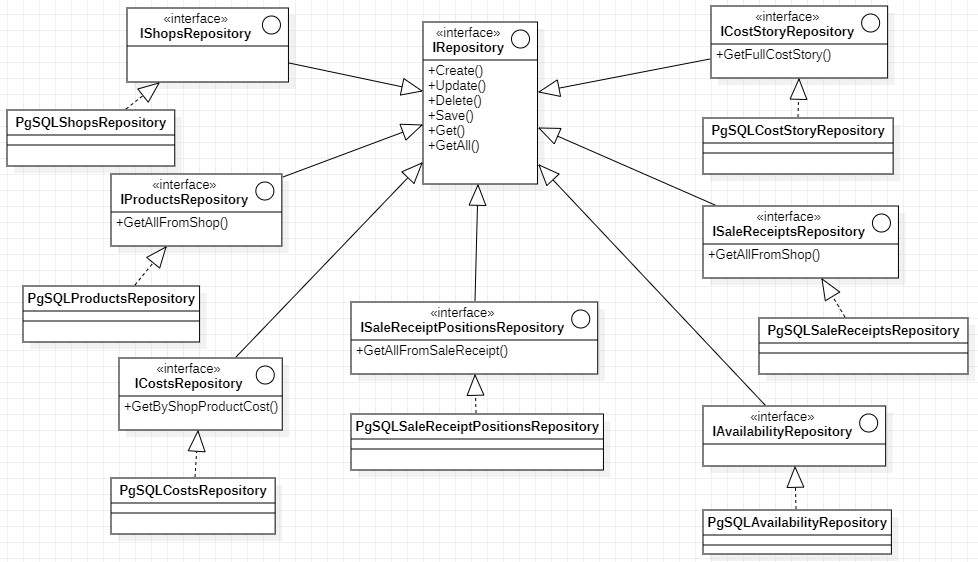 «interface»
IShopsRepository
PgSQLShopsRepository
«interface»
IProductsRepository
+GetAllFromShop()
PgSQLProductsRepository
«interface»
ICostsRepository
+GetByShopProductCost()
PgSQLCostsRepository
«interface»
IRepository
+Create()
+Update()
+Delete()
+Save()
+Get()
+GetAll()
«interface»
ISaleReceiptPositionsRepository
+GetAllFromSaleReceipt()
PgSQLSaleReceiptPositionsRepository
«interface»
ICostStoryRepository
+GetFullCostStory()
PgSQLCostStoryRepository
«interface»
ISaleReceiptsRepository
+GetAllFromShop()
PgSQLSaleReceiptsRepository
«interface»
IAvailabilityRepository
PgSQLAvailabilityRepository